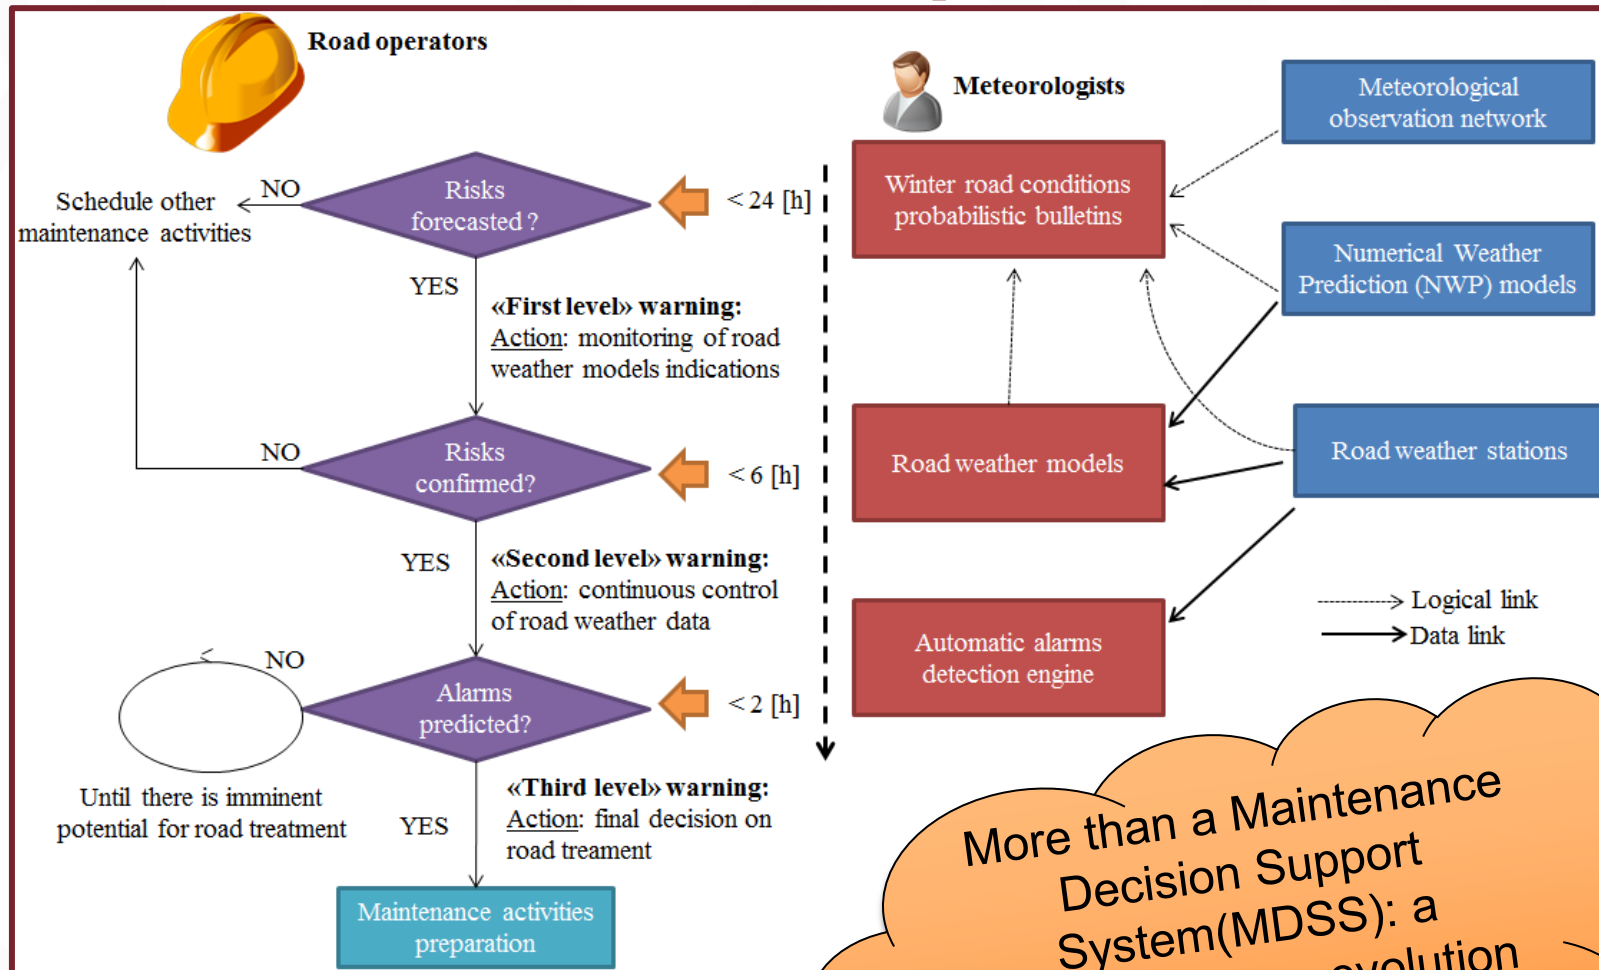 Road operators
Risks
forecasted ?
NO
Schedule other
maintenance activities
< 24 [h]
YES
«First level» warning:
Action: monitoring of road
weather models indications
Risks
confirmed?
NO
< 6 [h]
YES
«Second level» warning:
Action: continuous control
of road weather data
Alarms
predicted?
NO
< 2 [h]
Until there is imminent
potential for road treatment
YES
«Third level» warning:
Action: final decision on
road treament
Maintenance activities
preparation
Meteorologists
Winter road conditions
probabilistic bulletins
Road weather models
Automatic alarms
detection engine
Meteorological
observation network
Numerical Weather
Prediction (NWP) models
Road weather stations
Logical link
Data link
More than a Maintenance
Decision Support
System(MDSS): a
evolution